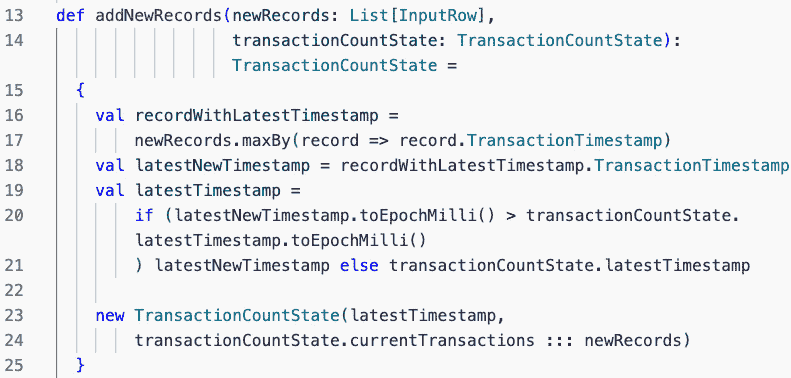 13 def addNewRecords(newRecords: List[InputRow],
14 transactionCountState: TransactionCountState):
TransactionCountState =
15 {
16 val recordWithLatestTimestamp =
17 newRecords.maxBy(record => record.TransactionTimestamp)
18 val latestNewTimestamp = recordWithLatestTimestamp.TransactionTimestamp
19 val latestTimestamp =
20 if (latestNewTimestamp.toEpochMilli() > transactionCountState.
latestTimestamp.toEpochMilli()
21 ) latestNewTimestamp else transactionCountState.latestTimestamp
22
23 new TransactionCountState(latestTimestamp,
24 transactionCountState.currentTransactions ::: newRecords)
25 }